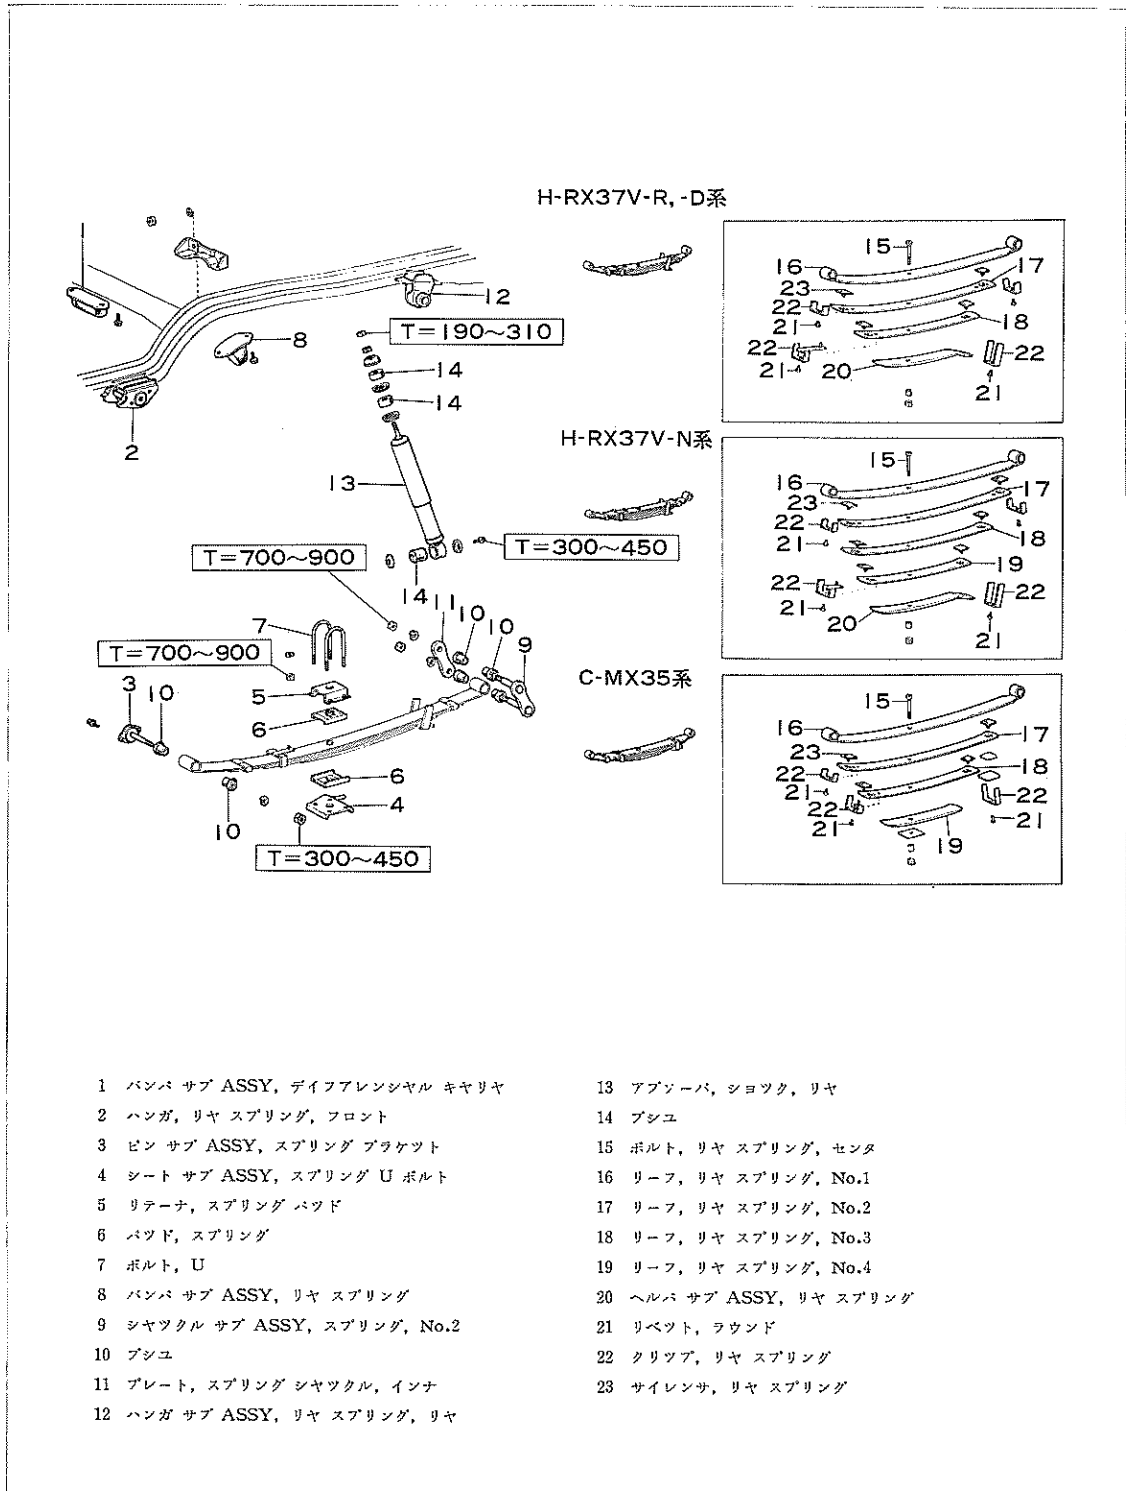 H-RX37V-R, -D系
15
16
17
23
22
18
21
22
22
21
20
21
12
T=190～310
8
14
14
2
13
H-RX37V-N系
15
16
17
23
22
18
21
19
22
22
21
20
21
T=700～900
T=300～450
14
11
10
10
7
9
T=700～900
3
10
5
6
6
4
10
T=300～450
C-MX35系
15
16
17
23
18
22
21
22
22
21
21
19
1 バンパ サブ ASSY, デイフアレンシヤル キヤリヤ
2 ハンガ, リヤ スプリング, フロント
3 ピン サブ ASSY, スプリング ブラケツト
4 シート サブ ASSY, スプリング U ボルト
5 リテーナ, スプリング パツド
6 パツド, スプリング
7 ボルト, U
8 バンパ サブ ASSY, リヤ スプリング
9 シヤツクル サブ ASSY, スプリング, No.2
10 ブシユ
11 プレート, スプリング シヤツクル, インナ
12 ハンガ サブ ASSY, リヤ スプリング, リヤ
13 アブソーバ, シヨツク, リヤ
14 ブシユ
15 ボルト, リヤ スプリング, センタ
16 リーフ, リヤ スプリング, No.1
17 リーフ, リヤ スプリング, No.2
18 リーフ, リヤ スプリング, No.3
19 リーフ, リヤ スプリング, No.4
20 ヘルパ サブ ASSY, リヤ スプリング
21 リベツト, ラウンド
22 クリツプ, リヤ スプリング
23 サイレンサ, リヤ スプリング